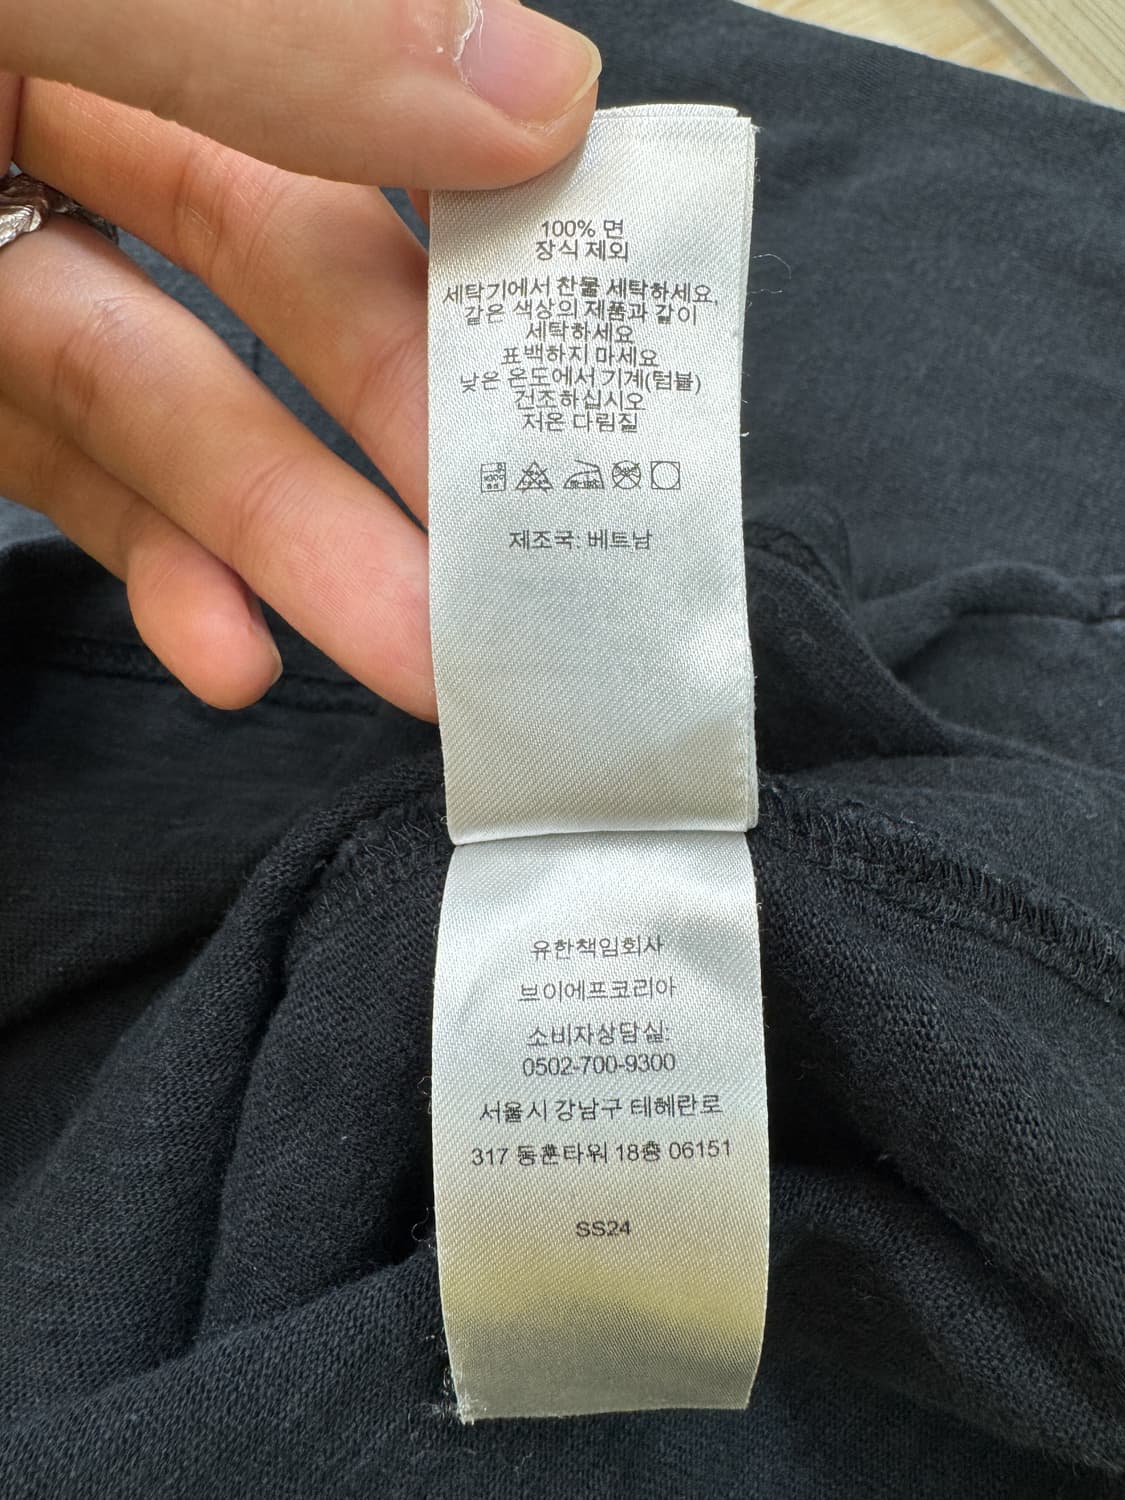 100% 면
장식 제외
세탁기에서 찬물 세탁하세요,
같은 색상의 제품과 같이
세탁하세요
표백하지 마세요
낮은 온도에서 기계(텀블)
건조하십시오
저온 다림질
제조국: 베트남
유한책임회사
브이에프코리아
소비자상담실:
0502-700-9300
서울시 강남구 테헤란로
317 동훈타워 18층 06151
SS24